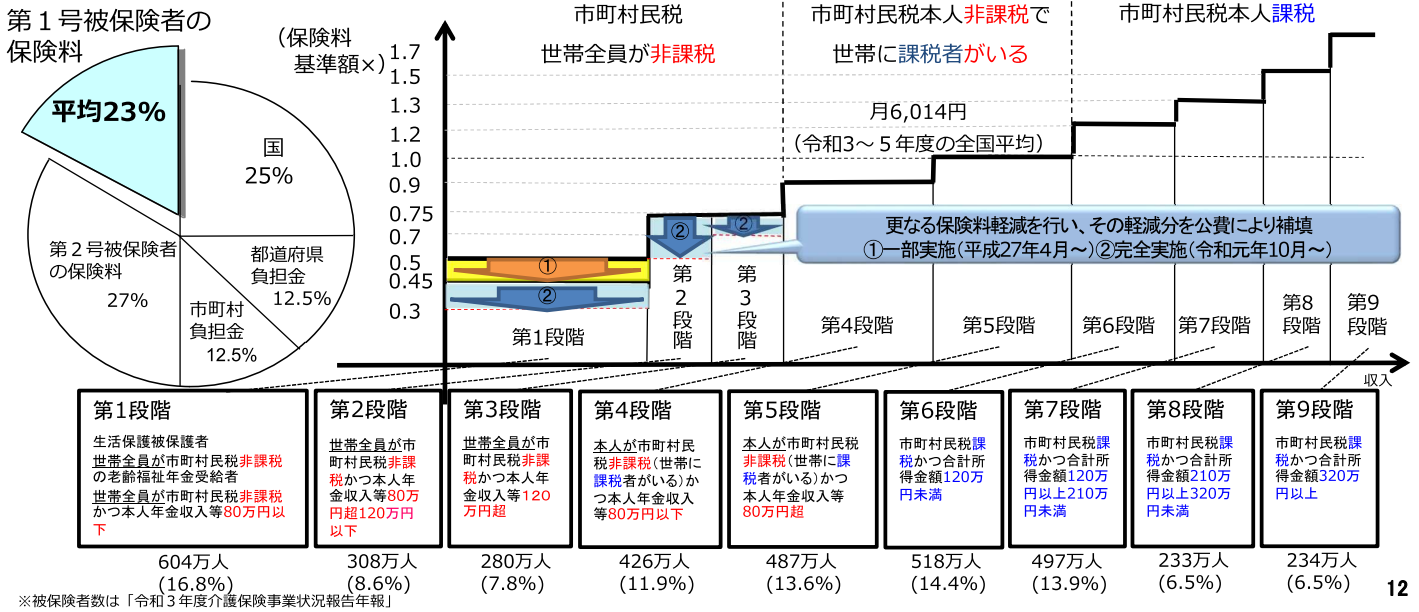 第１号被保険者の
保険料
平均23%
国
25%
都道府県
負担金
12.5%
市町村
負担金
12.5%
第２号被保険者
の保険料
27%
（保険料
基準額×）
1.7
1.5
1.3
1.2
1.0
0.9
0.75
0.7
0.5
0.45
0.3
市町村民税
世帯全員が非課税
市町村民税本人非課税で
世帯に課税者がいる
市町村民税本人課税
月6,014円
（令和3～５年度の全国平均）
更なる保険料軽減を行い、その軽減分を公費により補填
①一部実施（平成27年4月～）②完全実施（令和元年10月～）
①
②
②
②
第1段階
第2段階
第3段階
第4段階
第5段階
第6段階
第7段階
第8
段階
第9
段階
収入
第1段階
生活保護被保護者
世帯全員が市町村民税非課税
の老齢福祉年金受給者
世帯全員が市町村民税非課税
かつ本人年金収入等80万円以
下
604万人
(16.8%)
第2段階
世帯全員が市
町村民税非課
税かつ本人年
金収入等80万
円超120万円
以下
308万人
(8.6%)
第3段階
世帯全員が市
町村民税非課
税かつ本人年
金収入等120
万円超
280万人
(7.8%)
第4段階
本人が市町村民
税非課税（世帯に
課税者がいる）か
つ本人年金収入
等80万円以下
426万人
(11.9%)
第5段階
本人が市町村民税
非課税（世帯に課
税者がいる）かつ
本人年金収入等
80万円超
487万人
(13.6%)
第6段階
市町村民税課
税かつ合計所
得金額120万
円未満
518万人
(14.4%)
第7段階
市町村民税課
税かつ合計所
得金額120万
円以上210万
円未満
497万人
(13.9%)
第8段階
市町村民税課
税かつ合計所
得金額210万
円以上320万
円未満
233万人
(6.5%)
第9段階
市町村民税課
税かつ合計所
得金額320万
円以上
234万人
(6.5%)
※被保険者数は「令和３年度介護保険事業状況報告年報」
12